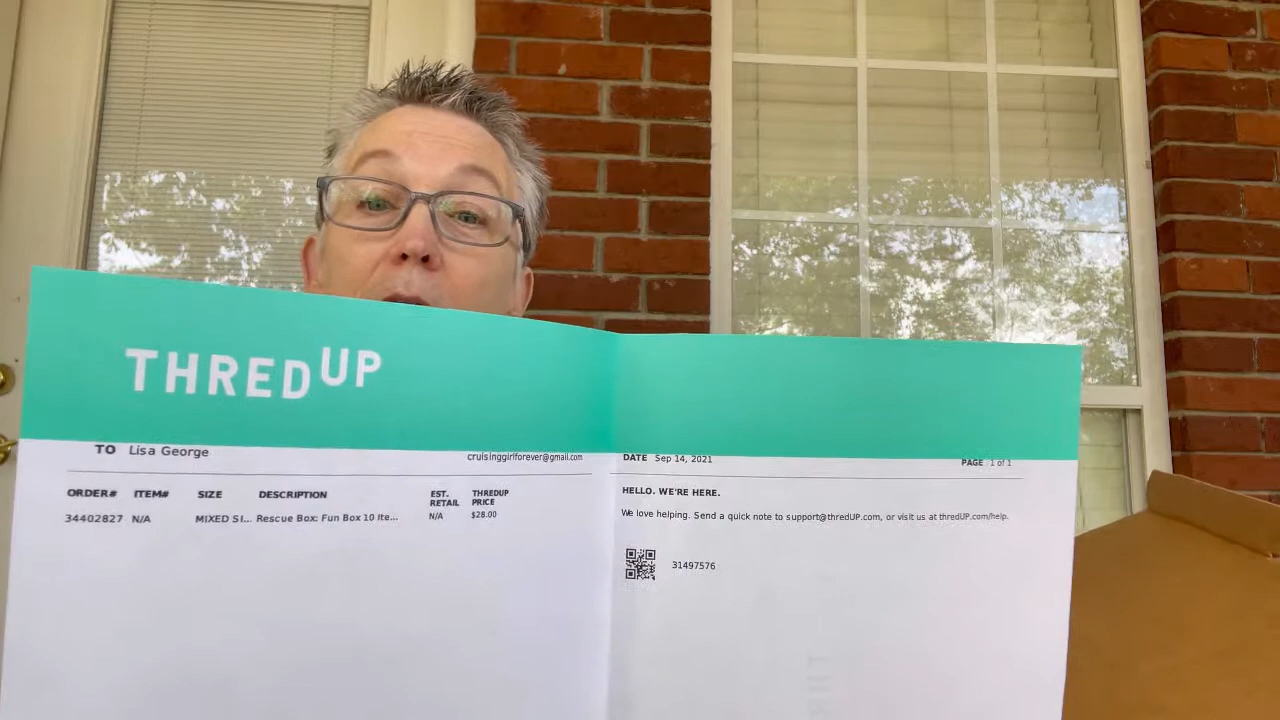 THREDUP
TO Lisa George
cruisinggirlforever@gmail.com
ORDER# ITEM# SIZE DESCRIPTION EST. RETAIL THREDUP PRICE
34402827 N/A MIXED SI... Rescue Box: Fun Box 10 Ite... N/A $28.00
DATE Sep 14, 2021 PAGE 1 of 1
HELLO. WE'RE HERE.
We love helping. Send a quick note to support@thredUP.com, or visit us at thredUP.com/help.
31497576